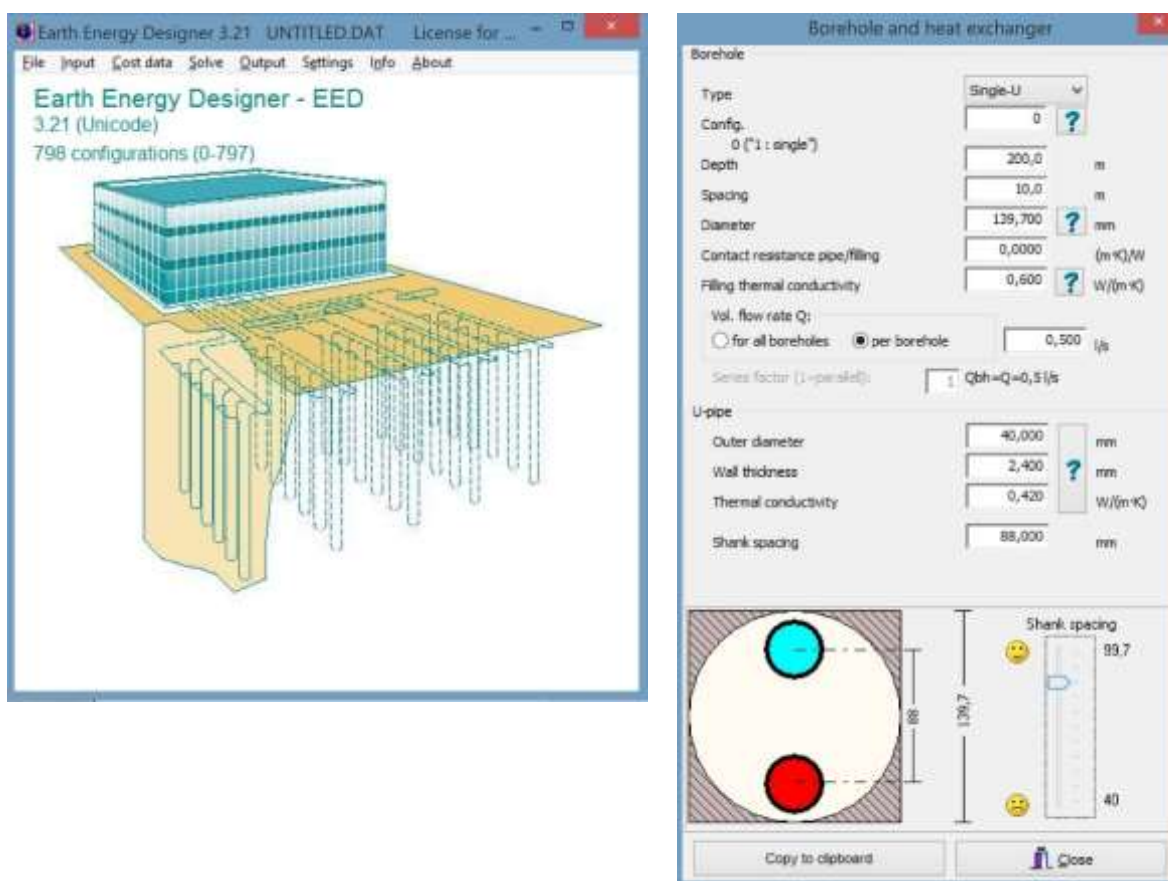 Earth Energy Designer 3.21 UNTITLED.DAT License for ...
File Input Cost data Solve Output Settings Info About
Earth Energy Designer - EED
3.21 (Unicode)
798 configurations (0-797)
Borehole and heat exchanger
Borehole
Type Single-U
Config. 0 ?
0 ("1 : single")
Depth 200,0 m
Spacing 10,0 m
Diameter 139,700 ? mm
Contact resistance pipe/filling 0,0000 (m·K)/W
Filling thermal conductivity 0,600 ? W/(m·K)
Vol. flow rate Q:
for all boreholes per borehole 0,500 l/s
Series factor (1=parallel): 1 Qbh=Q=0,5 l/s
U-pipe
Outer diameter 40,000 mm
Wall thickness 2,400 ? mm
Thermal conductivity 0,420 W/(m·K)
Shank spacing 88,000 mm
88
139,7
Shank spacing
99.7
40
Copy to clipboard Close